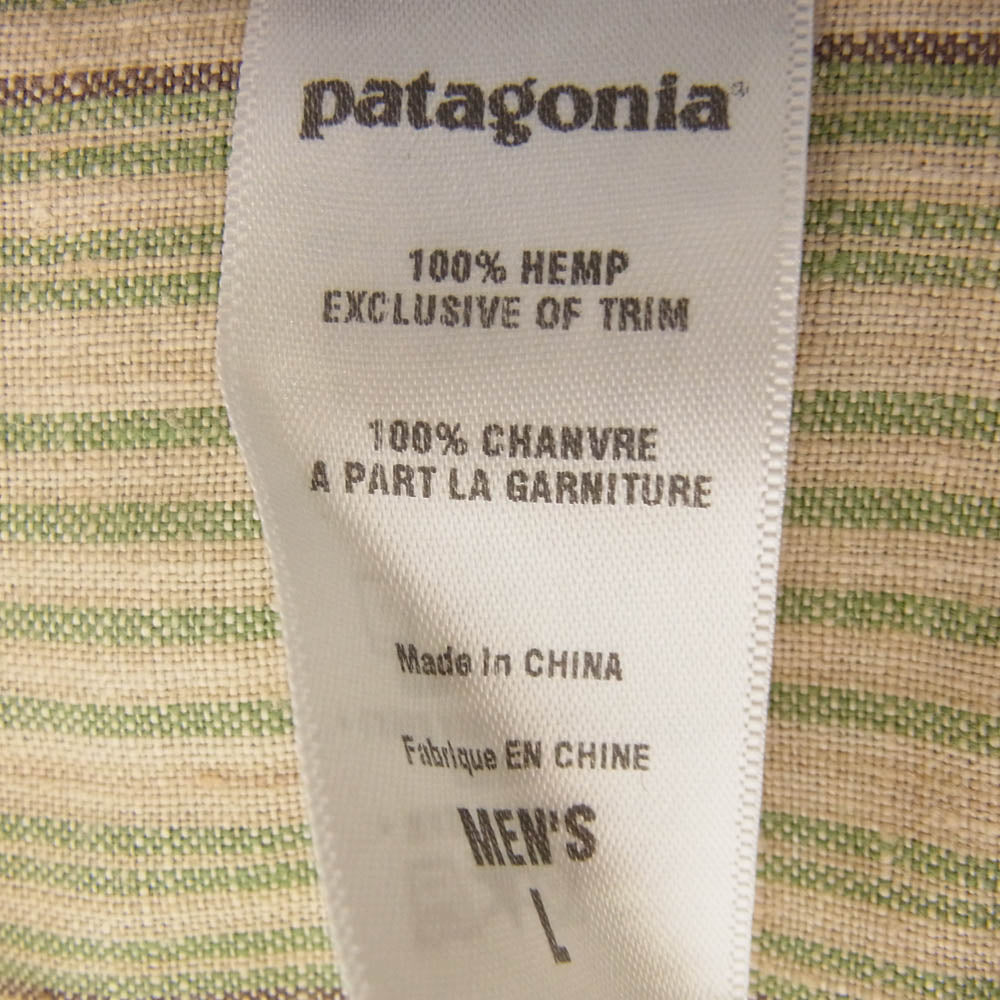 patagonia®
100% HEMP
EXCLUSIVE OF TRIM
100% CHANVRE
A PART LA GARNITURE
Made in CHINA
Fabrique EN CHINE
MEN'S
L